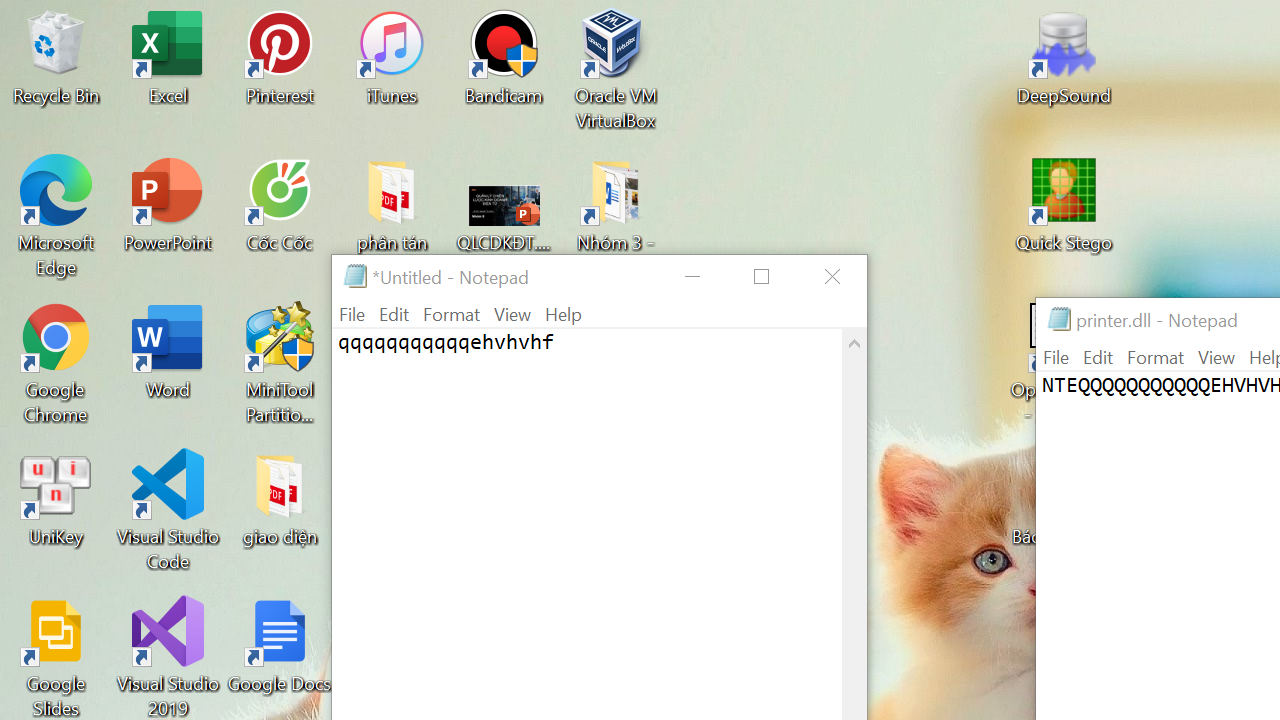 Recycle Bin
Excel
Pinterest
iTunes
Bandicam
Oracle VM
VirtualBox
DeepSound
Microsoft
Edge
PowerPoint
Cốc Cốc
phân tán
QLCDKĐT....
Nhóm 3 -
Quick Stego
*Untitled - Notepad
File Edit Format View Help
qqqqqqqqqqqehvhvhf
printer.dll - Notepad
File Edit Format View Help
NTEQQQQQQQQQQQEHVHVH
Google
Chrome
Word
MiniTool
Partitio...
Op
-
UniKey
Visual Studio
Code
giao diện
Báo
Google
Slides
Visual Studio
2019
Google Docs